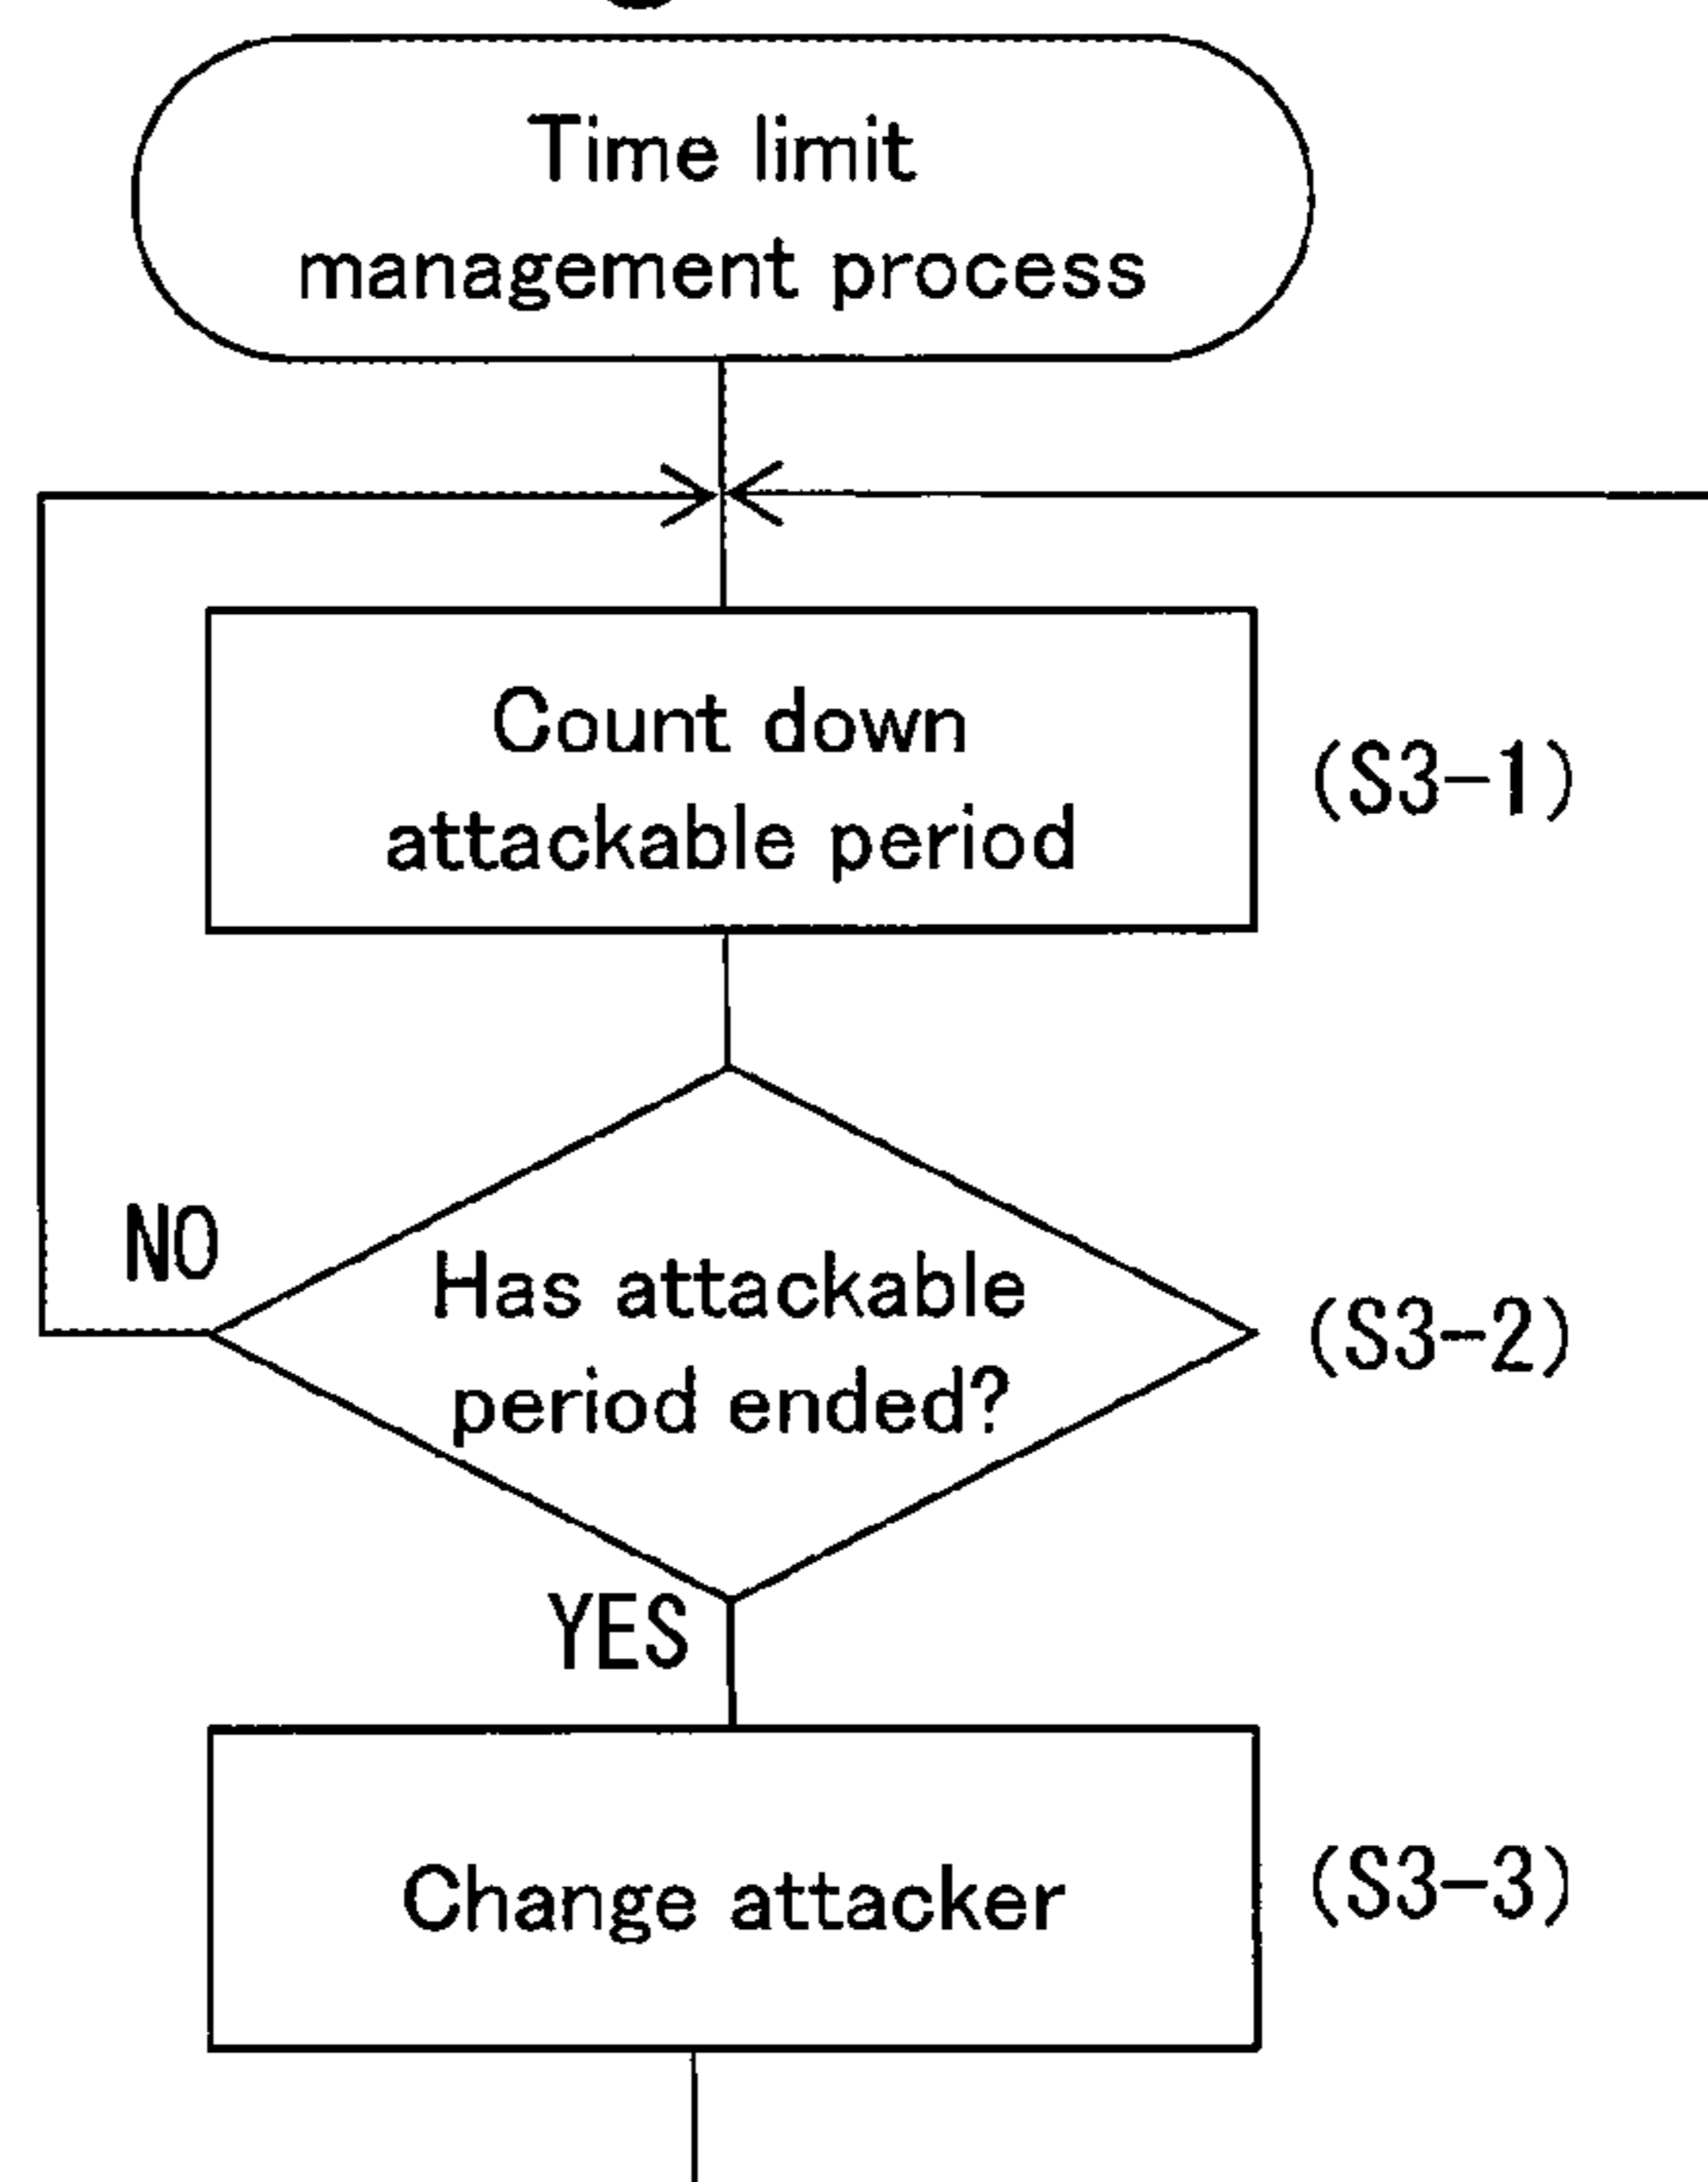 Time limit
management process
Count down
attackable period
(S3-1)
NO
Has attackable
period ended?
(S3-2)
YES
Change attacker
(S3-3)